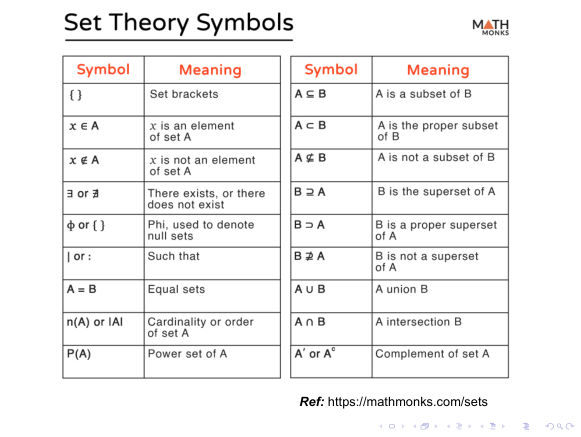 Set Theory Symbols
MATH
MONKS
Symbol Meaning
{ } Set brackets
x ∈ A x is an element
of set A
x ∉ A x is not an element
of set A
∃ or ∄ There exists, or there
does not exist
ϕ or { } Phi, used to denote
null sets
| or : Such that
A = B Equal sets
n(A) or |A| Cardinality or order
of set A
P(A) Power set of A
Symbol Meaning
A ⊆ B A is a subset of B
A ⊂ B A is the proper subset
of B
A ⊈ B A is not a subset of B
B ⊇ A B is the superset of A
B ⊃ A B is a proper superset
of A
B ⊉ A B is not a superset
of A
A ∪ B A union B
A ∩ B A intersection B
A′ or Aᶜ Complement of set A
Ref: https://mathmonks.com/sets